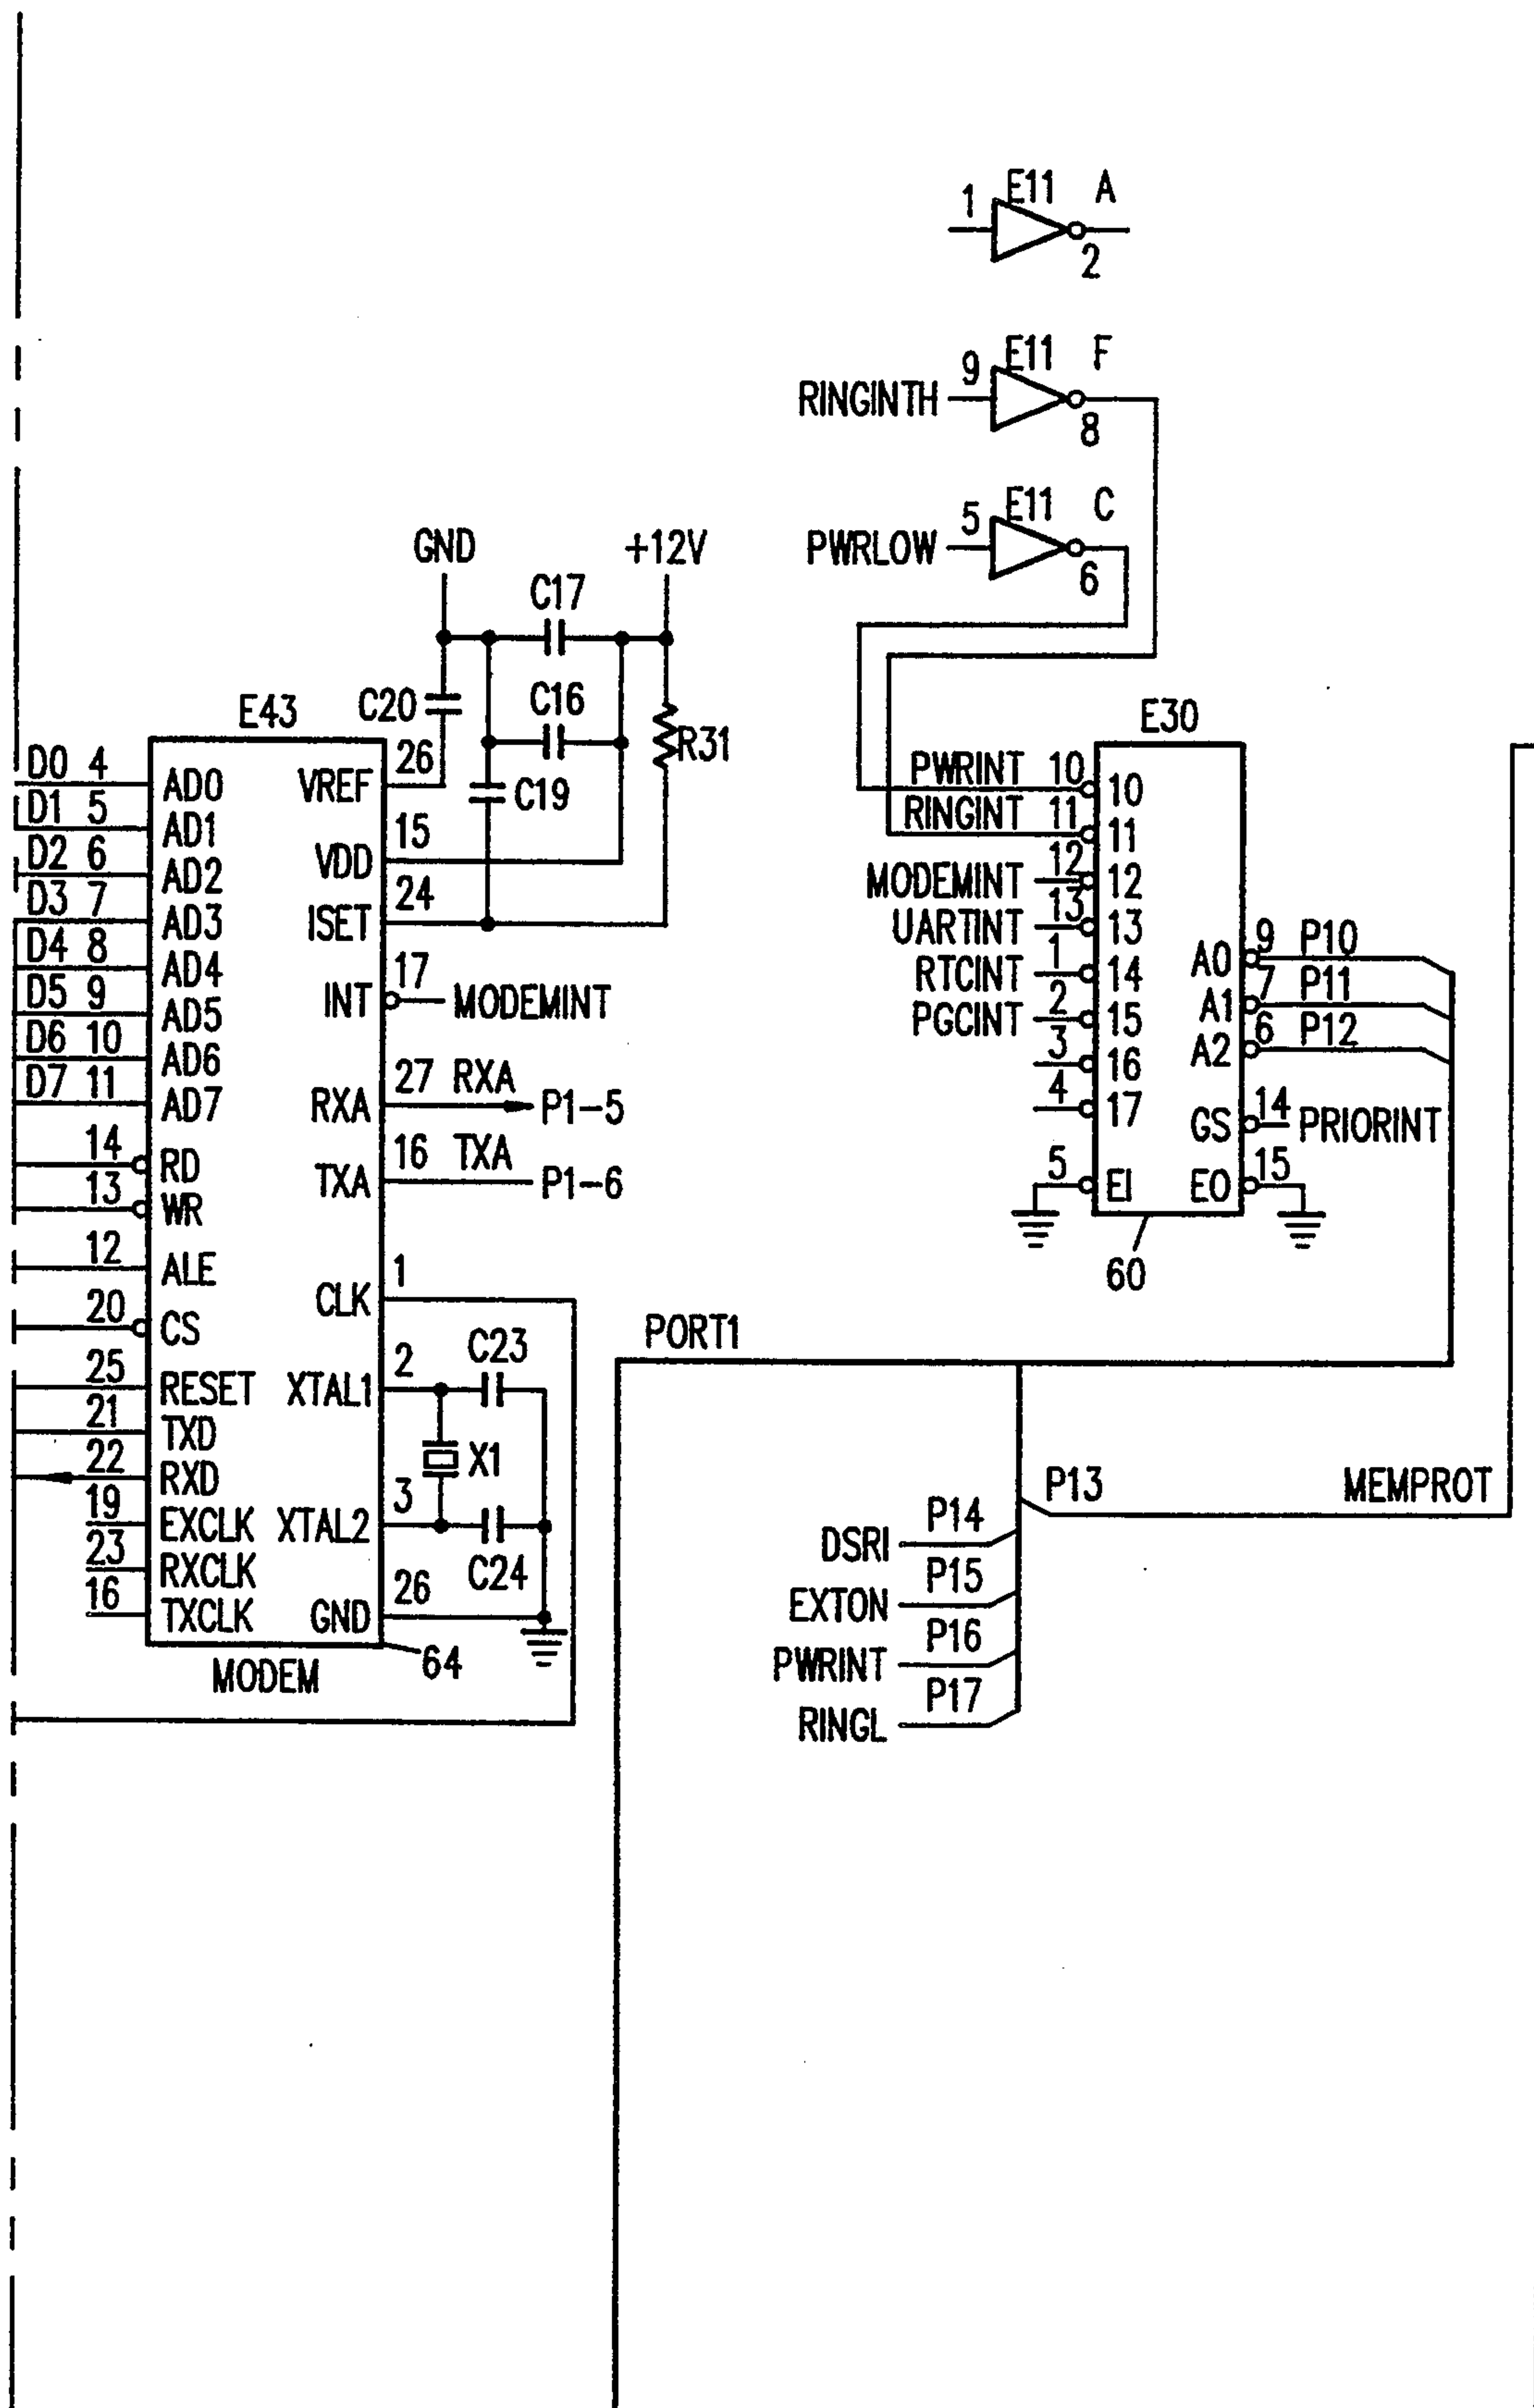 E11 A
1
2
E11 F
9
RINGINTH
8
E11 C
5
PWRLOW
6
GND
+12V
C17
C20
C16
R31
C19
E43
D0 4 AD0
D1 5 AD1
D2 6 AD2
D3 7 AD3
D4 8 AD4
D5 9 AD5
D6 10 AD6
D7 11 AD7
14 RD
13 WR
12 ALE
20 CS
25 RESET
21 TXD
22 RXD
19 EXCLK
23 RXCLK
16 TXCLK
VREF 26
VDD 15
ISET 24
INT 17 MODEMINT
RXA 27 RXA P1-5
TXA 16 TXA P1-6
CLK 1
XTAL1 2
C23
X1
XTAL2 3
C24
GND 26
64
MODEM
E30
PWRINT 10 10
RINGINT 11 11
MODEMINT 12 12
UARTINT 13 13
RTCINT 1 14
PGCINT 2 15
3 16
4 17
5 EI
A0 9 P10
A1 7 P11
A2 6 P12
GS 14 PRIORINT
EO 15
60
PORT1
P13 MEMPROT
DSRI P14
EXTON P15
PWRINT P16
RINGL P17